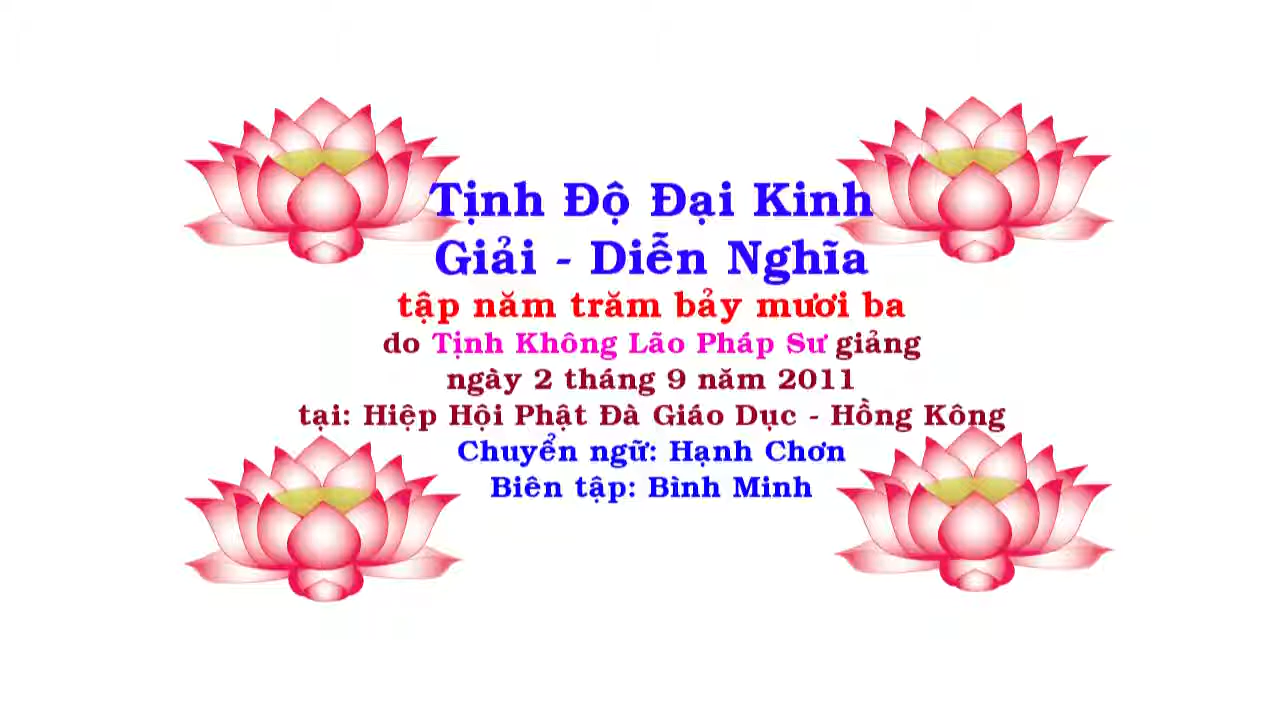 Tịnh Độ Đại Kinh
Giải - Diễn Nghĩa
tập năm trăm bảy mươi ba
do Tịnh Không Lão Pháp Sư giảng
ngày 2 tháng 9 năm 2011
tại: Hiệp Hội Phật Đà Giáo Dục - Hồng Kông
Chuyển ngữ: Hạnh Chơn
Biên tập: Bình Minh